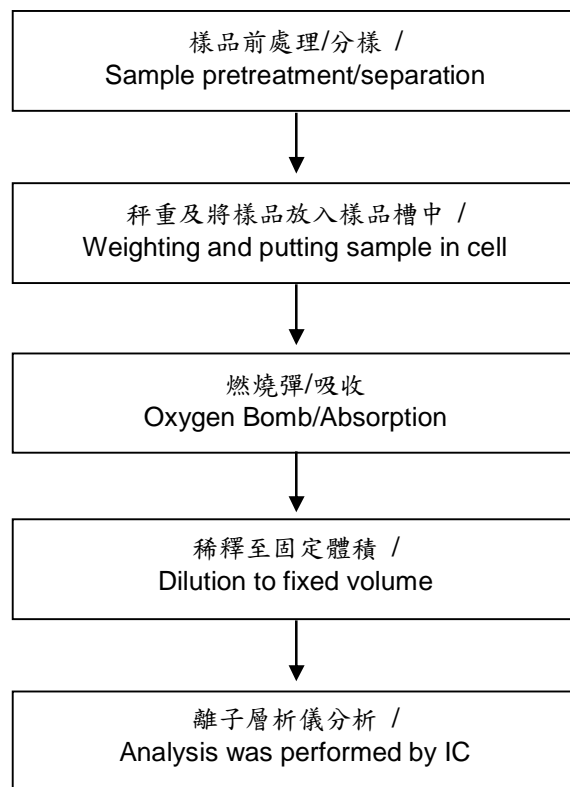 樣品前處理/分樣 /
Sample pretreatment/separation
秤重及將樣品放入樣品槽中 /
Weighting and putting sample in cell
燃燒彈/吸收
Oxygen Bomb/Absorption
稀釋至固定體積 /
Dilution to fixed volume
離子層析儀分析 /
Analysis was performed by IC